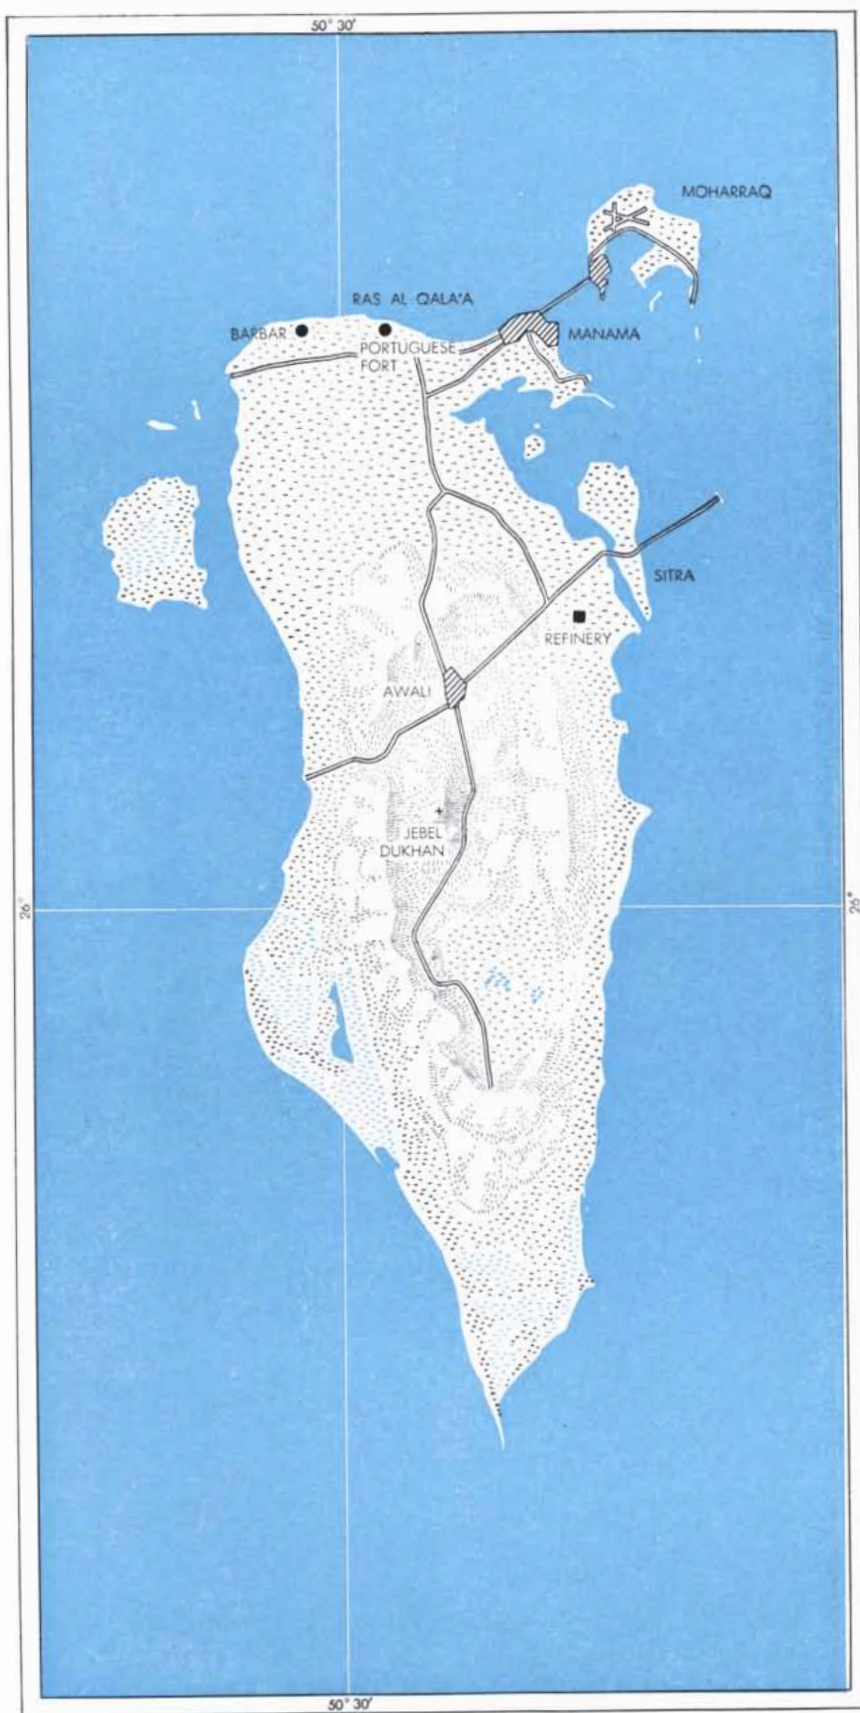 50° 30'
MOHARRAQ
RAS AL QALA'A
BARBAR
PORTUGUESE
FORT
MANAMA
SITRA
REFINERY
AWALI
JEBEL
DUKHAN
26°
26°
50° 30'